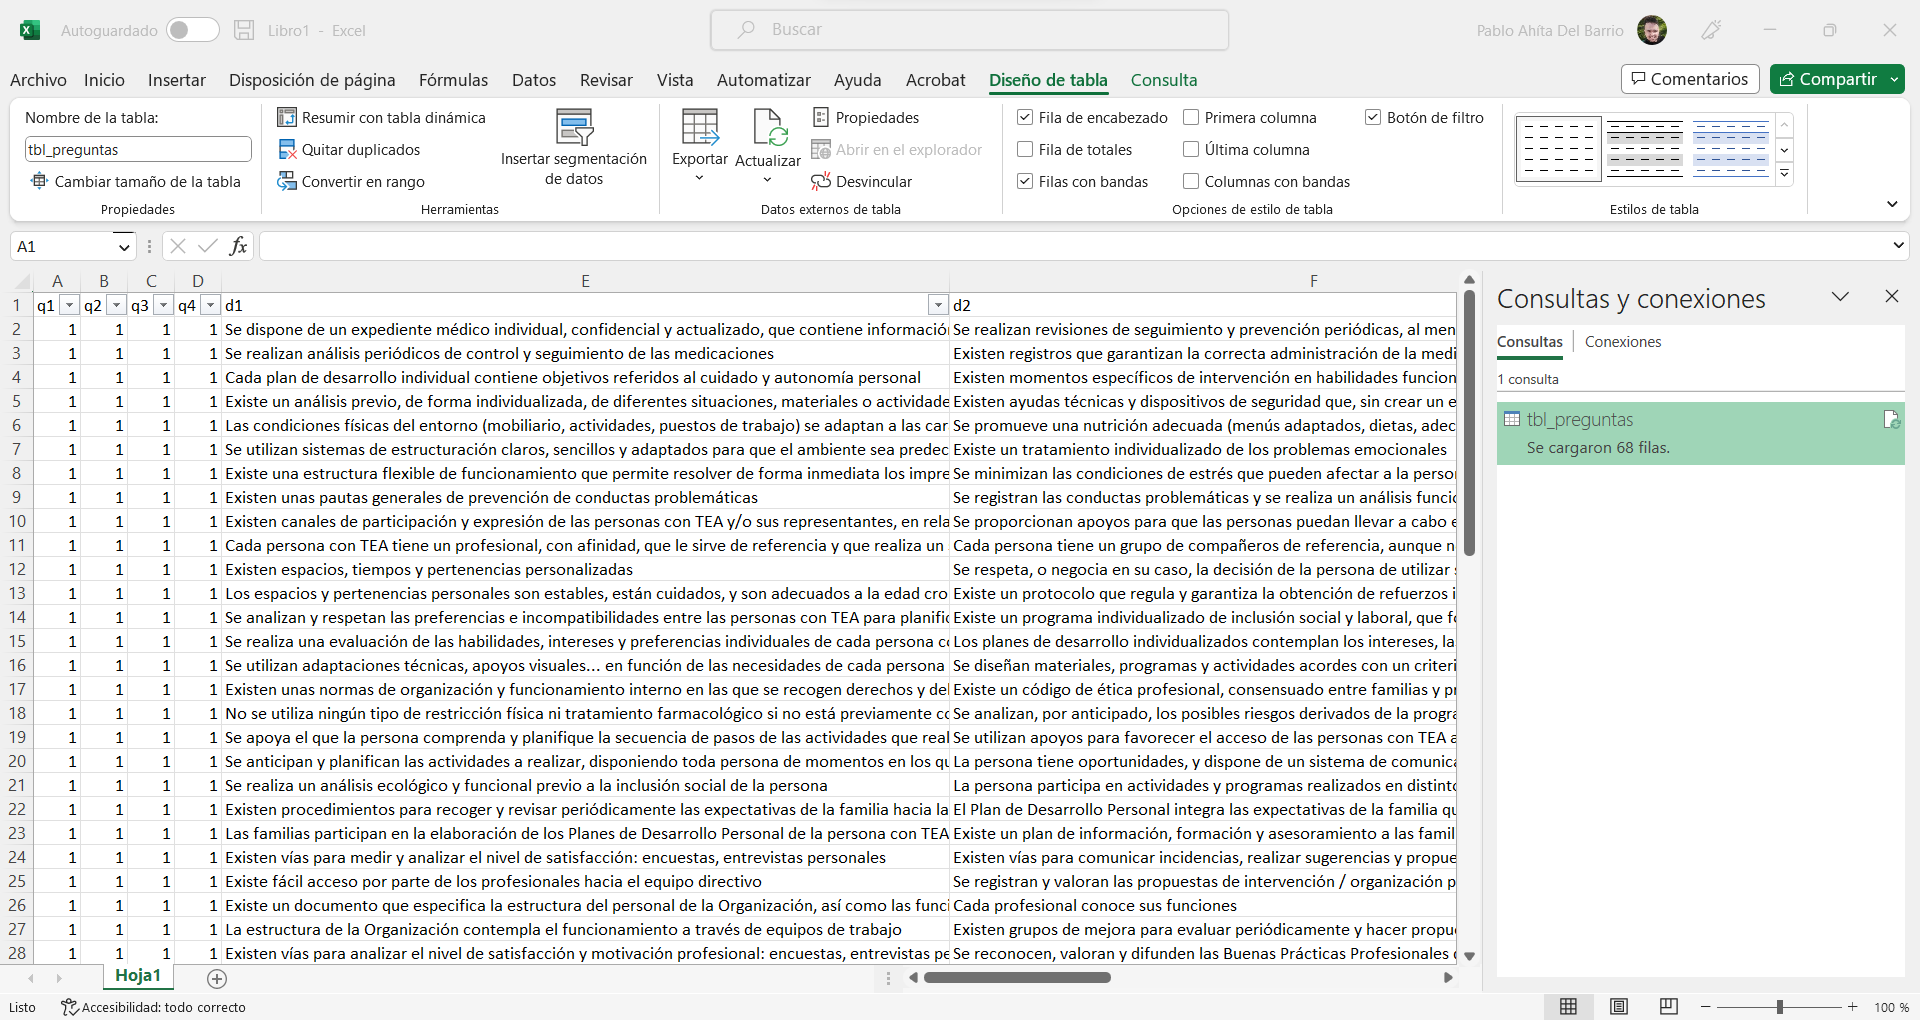 Autoguardado
Libro1 - Excel
Buscar
Pablo Ahíta Del Barrio
Archivo Inicio Insertar Disposición de página Fórmulas Datos Revisar Vista Automatizar Ayuda Acrobat Diseño de tabla Consulta
Comentarios
Compartir
Nombre de la tabla:
tbl_preguntas
Cambiar tamaño de la tabla
Propiedades
Resumir con tabla dinámica
Quitar duplicados
Convertir en rango
Insertar segmentación
de datos
Herramientas
Exportar
Actualizar
Propiedades
Abrir en el explorador
Desvincular
Datos externos de tabla
Fila de encabezado
Fila de totales
Filas con bandas
Primera columna
Última columna
Columnas con bandas
Botón de filtro
Opciones de estilo de tabla
Estilos de tabla
A1
fx
A B C D E F
1 q1 q2 q3 q4 d1 d2
2 1 1 1 1 Se dispone de un expediente médico individual, confidencial y actualizado, que contiene información Se realizan revisiones de seguimiento y prevención periódicas, al men
3 1 1 1 1 Se realizan análisis periódicos de control y seguimiento de las medicaciones Existen registros que garantizan la correcta administración de la medi
4 1 1 1 1 Cada plan de desarrollo individual contiene objetivos referidos al cuidado y autonomía personal Existen momentos específicos de intervención en habilidades funcion
5 1 1 1 1 Existe un análisis previo, de forma individualizada, de diferentes situaciones, materiales o actividade Existen ayudas técnicas y dispositivos de seguridad que, sin crear un e
6 1 1 1 1 Las condiciones físicas del entorno (mobiliario, actividades, puestos de trabajo) se adaptan a las car Se promueve una nutrición adecuada (menús adaptados, dietas, adec
7 1 1 1 1 Se utilizan sistemas de estructuración claros, sencillos y adaptados para que el ambiente sea predec Existe un tratamiento individualizado de los problemas emocionales
8 1 1 1 1 Existe una estructura flexible de funcionamiento que permite resolver de forma inmediata los impre Se minimizan las condiciones de estrés que pueden afectar a la perso
9 1 1 1 1 Existen unas pautas generales de prevención de conductas problemáticas Se registran las conductas problemáticas y se realiza un análisis funcio
10 1 1 1 1 Existen canales de participación y expresión de las personas con TEA y/o sus representantes, en rela Se proporcionan apoyos para que las personas puedan llevar a cabo e
11 1 1 1 1 Cada persona con TEA tiene un profesional, con afinidad, que le sirve de referencia y que realiza un Cada persona tiene un grupo de compañeros de referencia, aunque n
12 1 1 1 1 Existen espacios, tiempos y pertenencias personalizadas Se respeta, o negocia en su caso, la decisión de la persona de utilizar
13 1 1 1 1 Los espacios y pertenencias personales son estables, están cuidados, y son adecuados a la edad cro Existe un protocolo que regula y garantiza la obtención de refuerzos i
14 1 1 1 1 Se analizan y respetan las preferencias e incompatibilidades entre las personas con TEA para planific Existe un programa individualizado de inclusión social y laboral, que f
15 1 1 1 1 Se realiza una evaluación de las habilidades, intereses y preferencias individuales de cada persona c Los planes de desarrollo individualizados contemplan los intereses, la
16 1 1 1 1 Se utilizan adaptaciones técnicas, apoyos visuales... en función de las necesidades de cada persona Se diseñan materiales, programas y actividades acordes con un criteri
17 1 1 1 1 Existen unas normas de organización y funcionamiento interno en las que se recogen derechos y de Existe un código de ética profesional, consensuado entre familias y p
18 1 1 1 1 No se utiliza ningún tipo de restricción física ni tratamiento farmacológico si no está previamente c Se analizan, por anticipado, los posibles riesgos derivados de la progra
19 1 1 1 1 Se apoya el que la persona comprenda y planifique la secuencia de pasos de las actividades que real Se utilizan apoyos para favorecer el acceso de las personas con TEA a
20 1 1 1 1 Se anticipan y planifican las actividades a realizar, disponiendo toda persona de momentos en los qu La persona tiene oportunidades, y dispone de un sistema de comunica
21 1 1 1 1 Se realiza un análisis ecológico y funcional previo a la inclusión social de la persona La persona participa en actividades y programas realizados en distint
22 1 1 1 1 Existen procedimientos para recoger y revisar periódicamente las expectativas de la familia hacia la El Plan de Desarrollo Personal integra las expectativas de la familia qu
23 1 1 1 1 Las familias participan en la elaboración de los Planes de Desarrollo Personal de la persona con TEA Existe un plan de información, formación y asesoramiento a las famil
24 1 1 1 1 Existen vías para medir y analizar el nivel de satisfacción: encuestas, entrevistas personales Existen vías para comunicar incidencias, realizar sugerencias y propue
25 1 1 1 1 Existe fácil acceso por parte de los profesionales hacia el equipo directivo Se registran y valoran las propuestas de intervención / organización p
26 1 1 1 1 Existe un documento que especifica la estructura del personal de la Organización, así como las funci Cada profesional conoce sus funciones
27 1 1 1 1 La estructura de la Organización contempla el funcionamiento a través de equipos de trabajo Existen grupos de mejora para evaluar periódicamente y hacer propu
28 1 1 1 1 Existen vías para analizar el nivel de satisfacción y motivación profesional: encuestas, entrevistas pe Se reconocen, valoran y difunden las Buenas Prácticas Profesionales
Consultas y conexiones
Consultas Conexiones
1 consulta
tbl_preguntas
Se cargaron 68 filas.
Hoja1
Listo
Accesibilidad: todo correcto
100 %